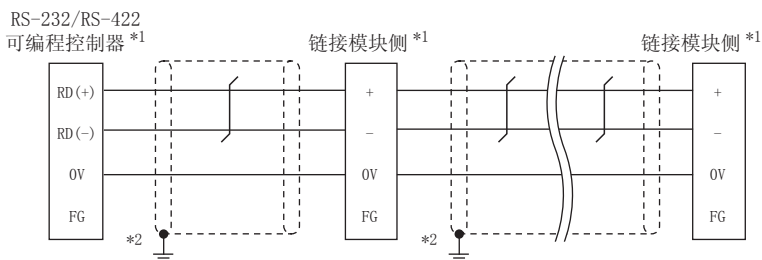 RS-232/RS-422
可编程控制器 *1 链接模块侧 *1 链接模块侧 *1
RD(+) + +
RD(-) - -
0V 0V 0V
FG FG FG
*2 *2